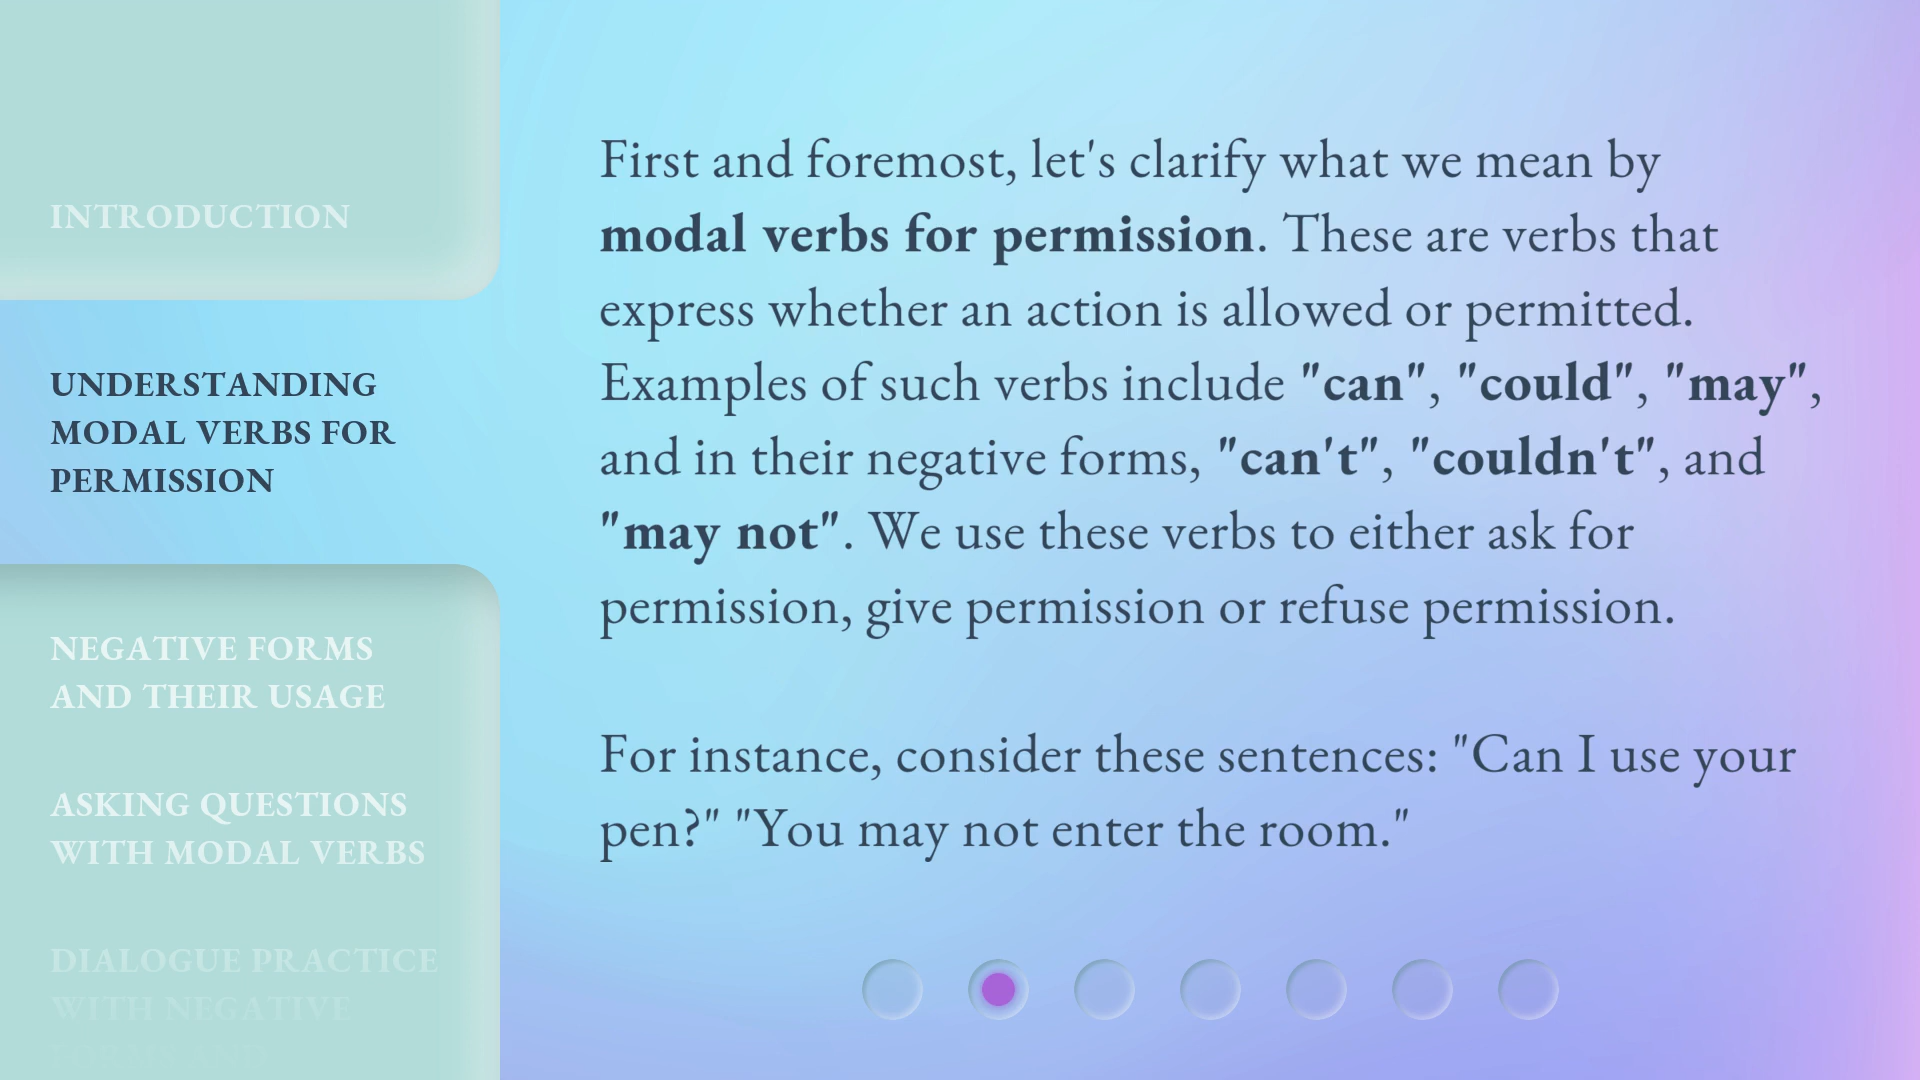 INTRODUCTION
UNDERSTANDING
MODAL VERBS FOR
PERMISSION
NEGATIVE FORMS
AND THEIR USAGE
ASKING QUESTIONS
WITH MODAL VERBS
DIALOGUE PRACTICE
WITH NEGATIVE
FORMS AND
First and foremost, let's clarify what we mean by
modal verbs for permission. These are verbs that
express whether an action is allowed or permitted.
Examples of such verbs include "can", "could", "may",
and in their negative forms, "can't", "couldn't", and
"may not". We use these verbs to either ask for
permission, give permission or refuse permission.
For instance, consider these sentences: "Can I use your
pen?" "You may not enter the room."